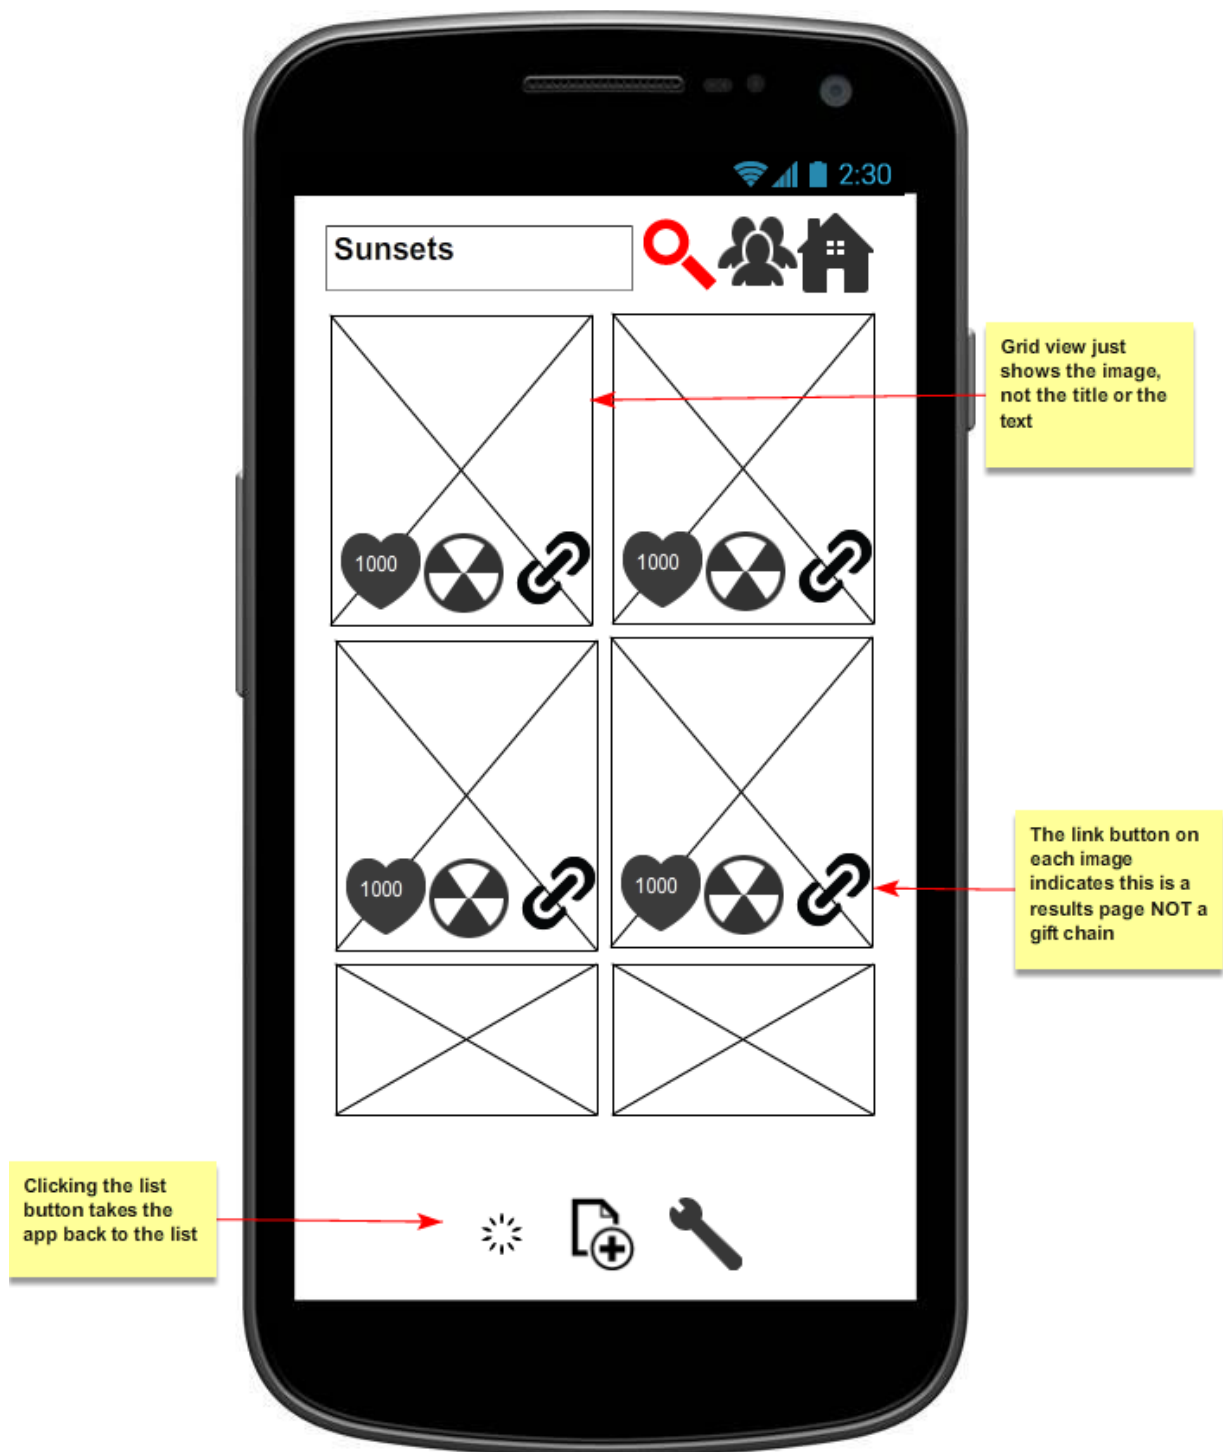 2:30
Sunsets
Grid view just
shows the image,
not the title or the
text
1000
1000
1000
1000
The link button on
each image
indicates this is a
results page NOT a
gift chain
Clicking the list
button takes the
app back to the list